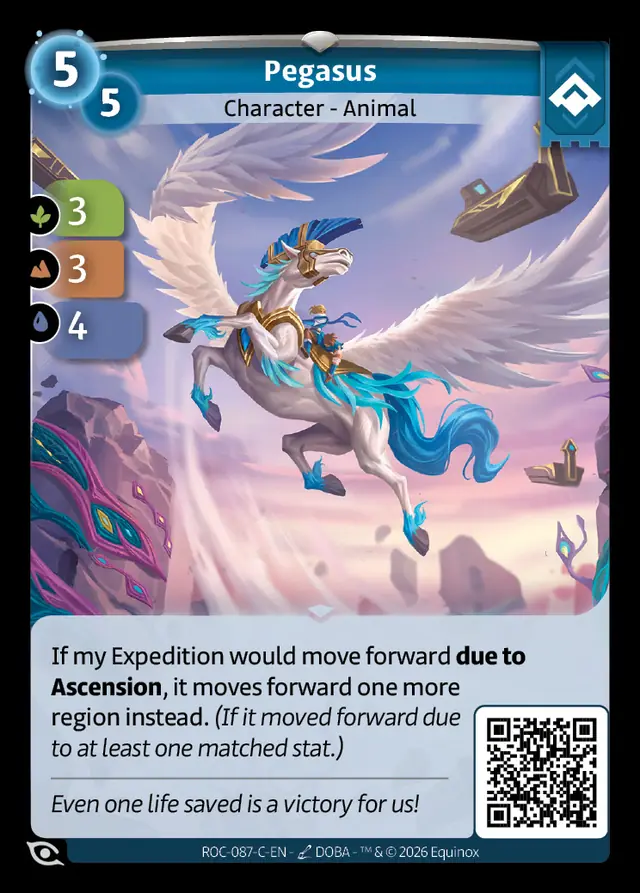 5
Pegasus
5
Character - Animal
3
3
4
If my Expedition would move forward due to
Ascension, it moves forward one more
region instead. (If it moved forward due
to at least one matched stat.)
Even one life saved is a victory for us!
ROC-087-C-EN - DOBA - ™ & © 2026 Equinox